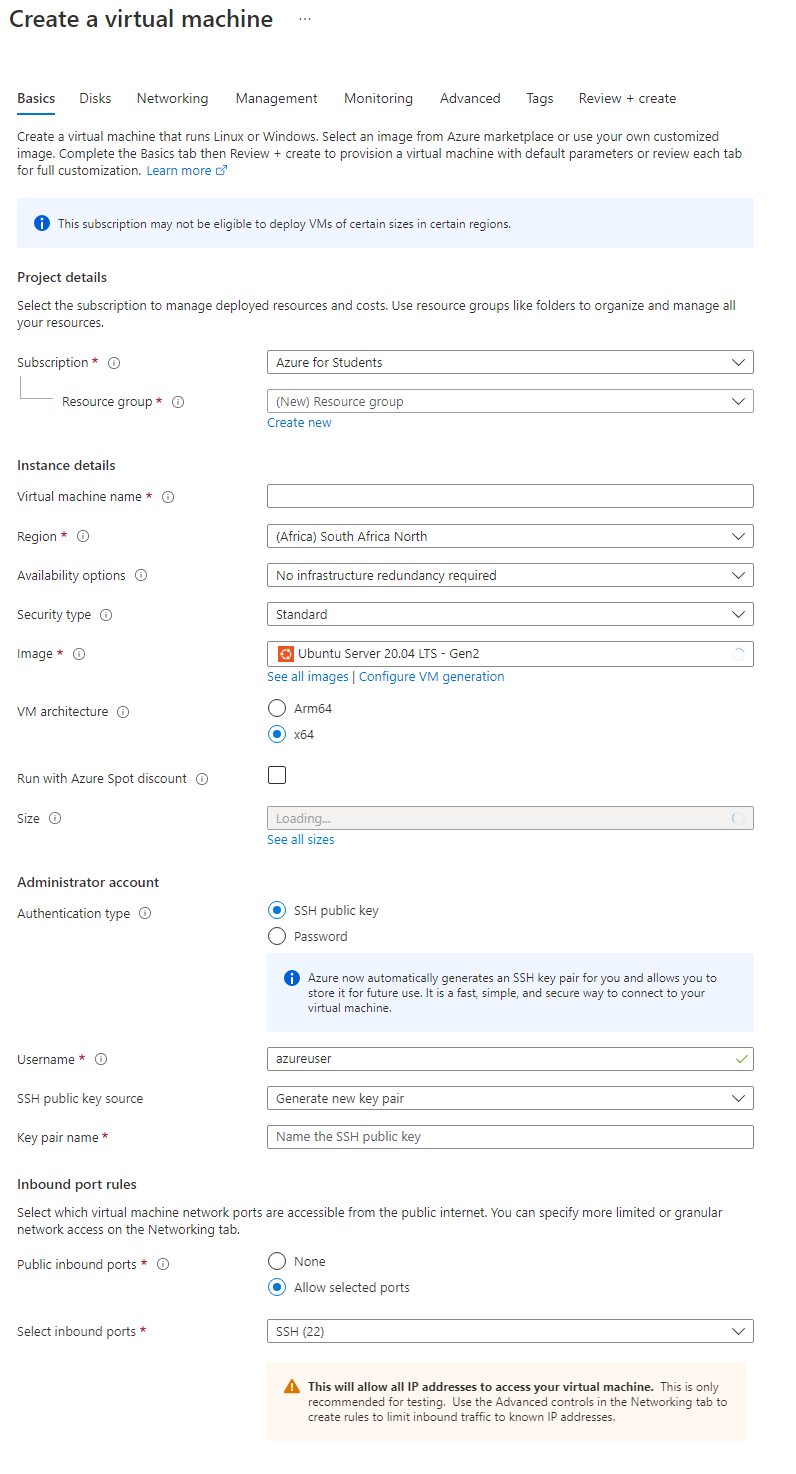 Create a virtual machine ...
Basics Disks Networking Management Monitoring Advanced Tags Review + create
Create a virtual machine that runs Linux or Windows. Select an image from Azure marketplace or use your own customized
image. Complete the Basics tab then Review + create to provision a virtual machine with default parameters or review each tab
for full customization. Learn more
This subscription may not be eligible to deploy VMs of certain sizes in certain regions.
Project details
Select the subscription to manage deployed resources and costs. Use resource groups like folders to organize and manage all
your resources.
Subscription * Azure for Students
Resource group * (New) Resource group
Create new
Instance details
Virtual machine name *
Region * (Africa) South Africa North
Availability options No infrastructure redundancy required
Security type Standard
Image * Ubuntu Server 20.04 LTS - Gen2
See all images | Configure VM generation
VM architecture Arm64
x64
Run with Azure Spot discount
Size Loading...
See all sizes
Administrator account
Authentication type SSH public key
Password
Azure now automatically generates an SSH key pair for you and allows you to
store it for future use. It is a fast, simple, and secure way to connect to your
virtual machine.
Username * azureuser
SSH public key source Generate new key pair
Key pair name * Name the SSH public key
Inbound port rules
Select which virtual machine network ports are accessible from the public internet. You can specify more limited or granular
network access on the Networking tab.
Public inbound ports * None
Allow selected ports
Select inbound ports * SSH (22)
This will allow all IP addresses to access your virtual machine. This is only
recommended for testing. Use the Advanced controls in the Networking tab to
create rules to limit inbound traffic to known IP addresses.